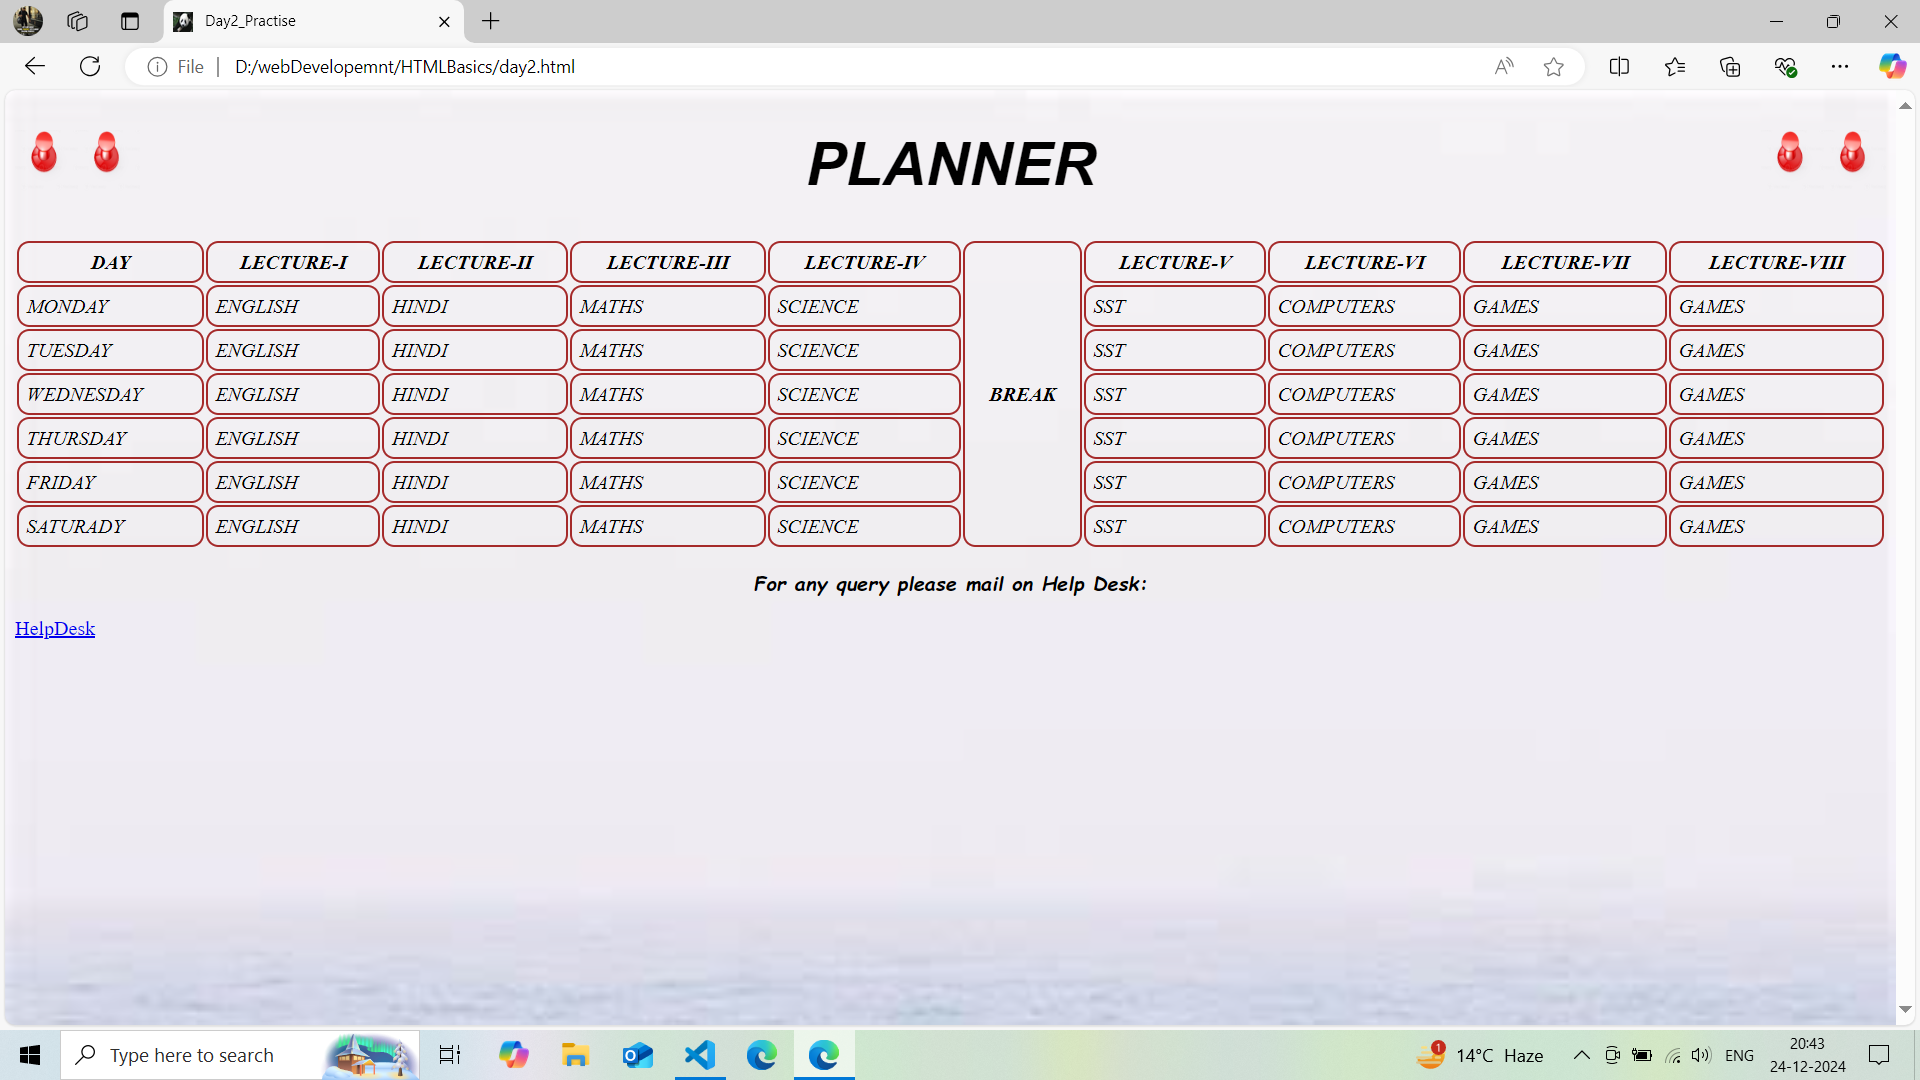 Day2_Practise
File D:/webDevelopemnt/HTMLBasics/day2.html
PLANNER
DAY LECTURE-I LECTURE-II LECTURE-III LECTURE-IV LECTURE-V LECTURE-VI LECTURE-VII LECTURE-VIII
MONDAY ENGLISH HINDI MATHS SCIENCE SST COMPUTERS GAMES GAMES
TUESDAY ENGLISH HINDI MATHS SCIENCE SST COMPUTERS GAMES GAMES
WEDNESDAY ENGLISH HINDI MATHS SCIENCE BREAK SST COMPUTERS GAMES GAMES
THURSDAY ENGLISH HINDI MATHS SCIENCE SST COMPUTERS GAMES GAMES
FRIDAY ENGLISH HINDI MATHS SCIENCE SST COMPUTERS GAMES GAMES
SATURADY ENGLISH HINDI MATHS SCIENCE SST COMPUTERS GAMES GAMES
For any query please mail on Help Desk:
HelpDesk
Type here to search
1
14°C Haze
ENG
20:43
24-12-2024